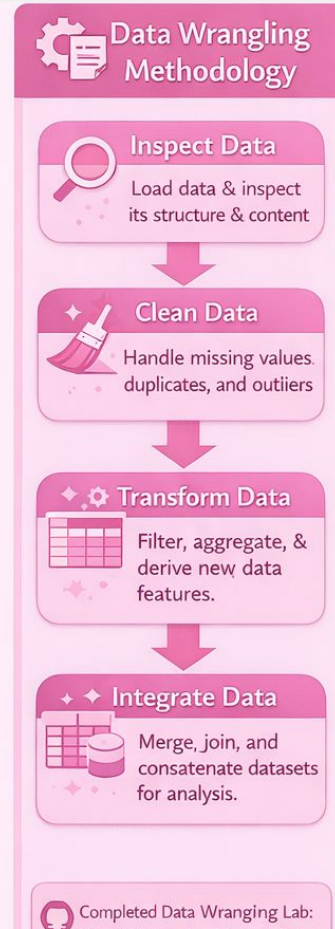 Data Wrangling
Methodology
Inspect Data
Load data & inspect
its structure & content
Clean Data
Handle missing values.
duplicates, and outliers
Transform Data
Filter, aggregate, &
derive new data
features.
Integrate Data
Merge, join, and
consatenate datasets
for analysis.
Completed Data Wranging Lab: